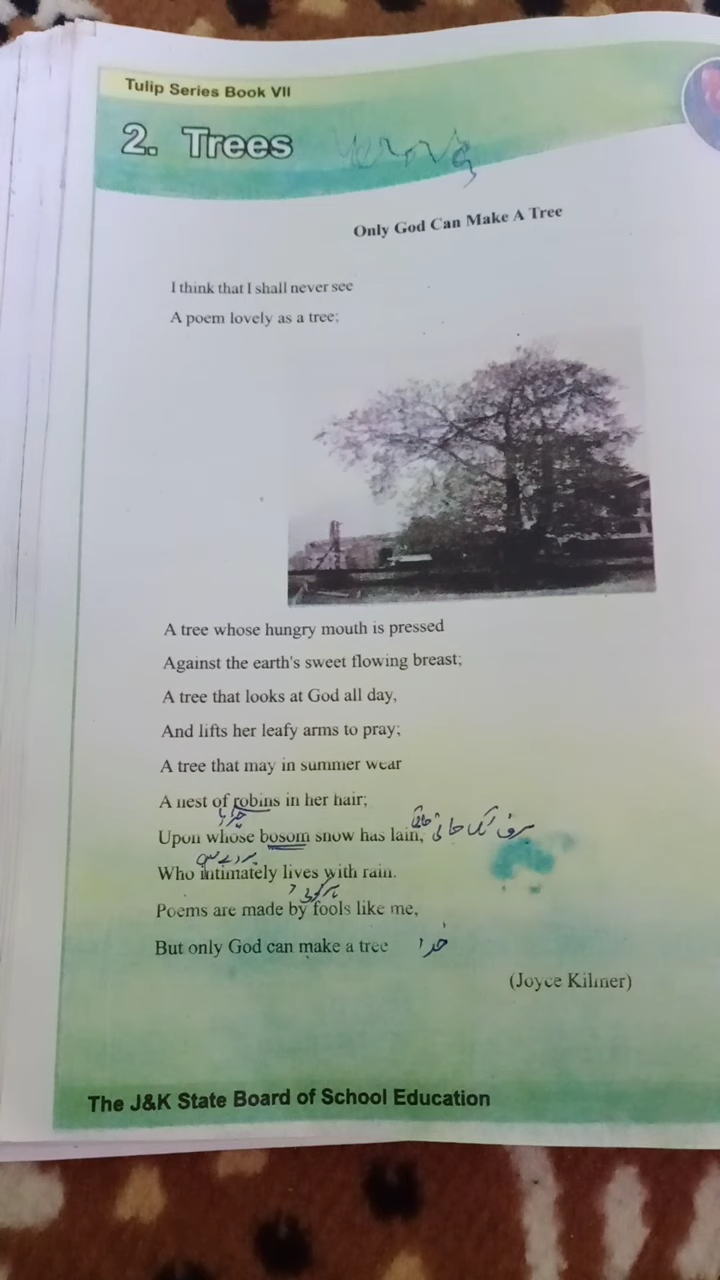 Tulip Series Book VII
2. Trees
Only God Can Make A Tree
I think that I shall never see
A poem lovely as a tree;
A tree whose hungry mouth is pressed
Against the earth's sweet flowing breast;
A tree that looks at God all day,
And lifts her leafy arms to pray;
A tree that may in summer wear
A nest of robins in her hair;
Upon whose bosom snow has lain,
Who intimately lives with rain.
Poems are made by fools like me,
But only God can make a tree
خدا
(Joyce Kilmer)
The J&K State Board of School Education